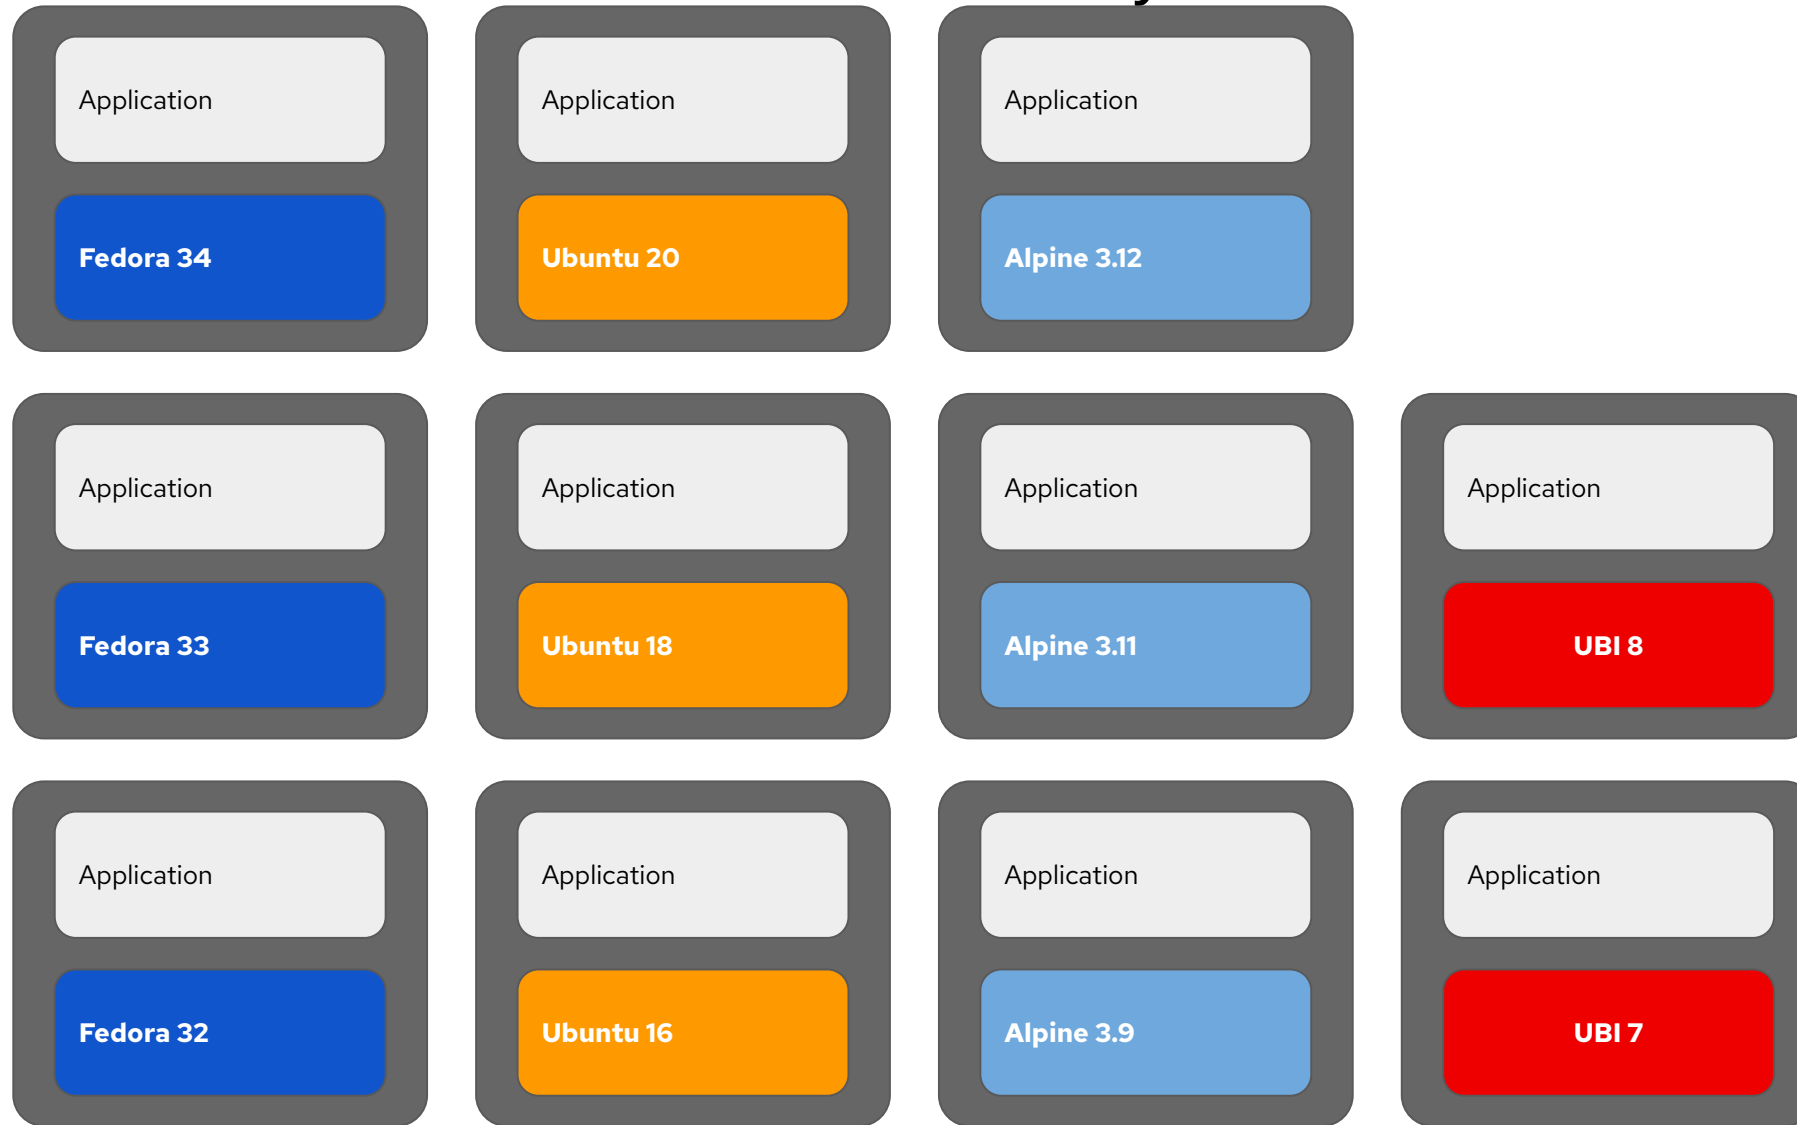 Application
Application
Application
Fedora 34
Ubuntu 20
Alpine 3.12
Application
Application
Application
Application
Fedora 33
Ubuntu 18
Alpine 3.11
UBI 8
Application
Application
Application
Application
Fedora 32
Ubuntu 16
Alpine 3.9
UBI 7